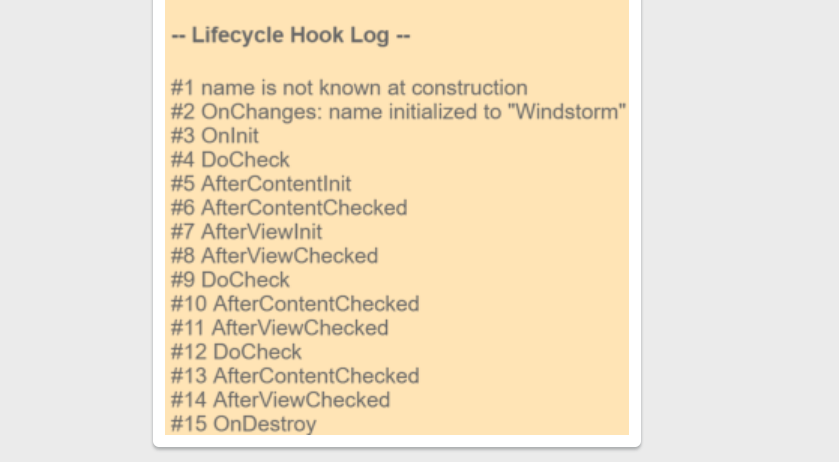 -- Lifecycle Hook Log --
#1 name is not known at construction
#2 OnChanges: name initialized to "Windstorm"
#3 OnInit
#4 DoCheck
#5 AfterContentInit
#6 AfterContentChecked
#7 AfterViewInit
#8 AfterViewChecked
#9 DoCheck
#10 AfterContentChecked
#11 AfterViewChecked
#12 DoCheck
#13 AfterContentChecked
#14 AfterViewChecked
#15 OnDestroy